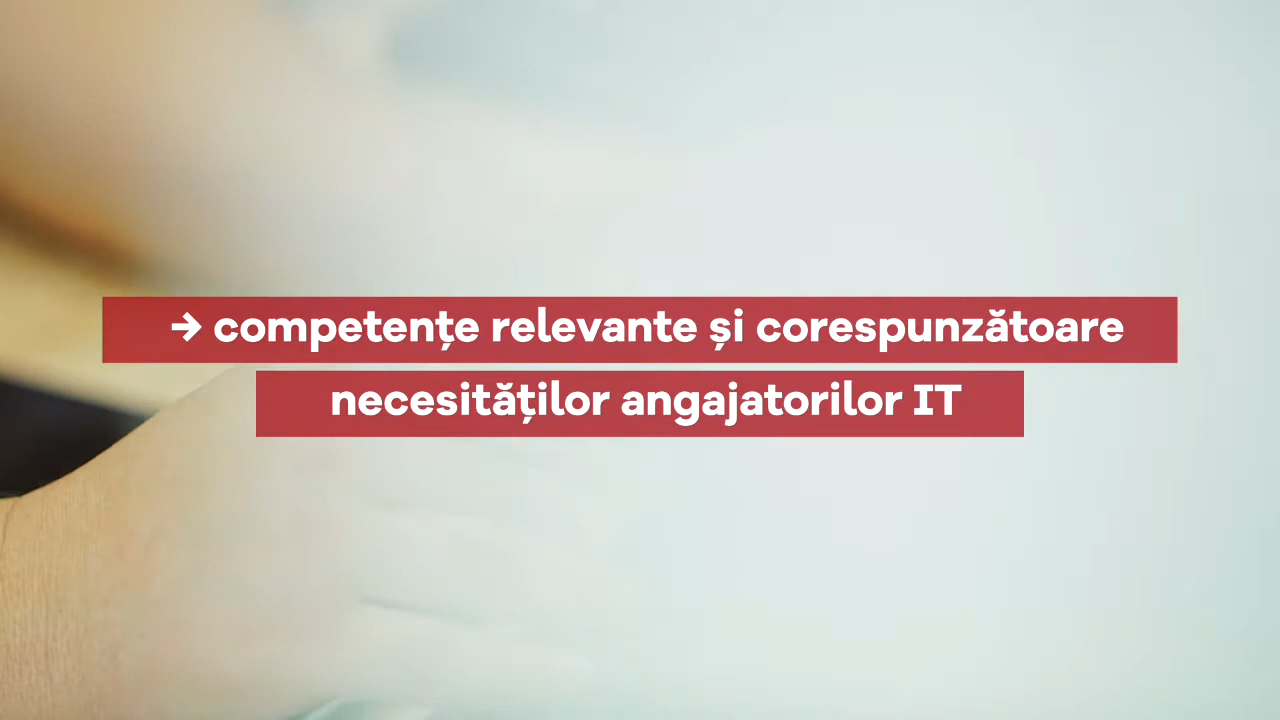 → competențe relevante și corespunzătoare
necesităților angajatorilor IT